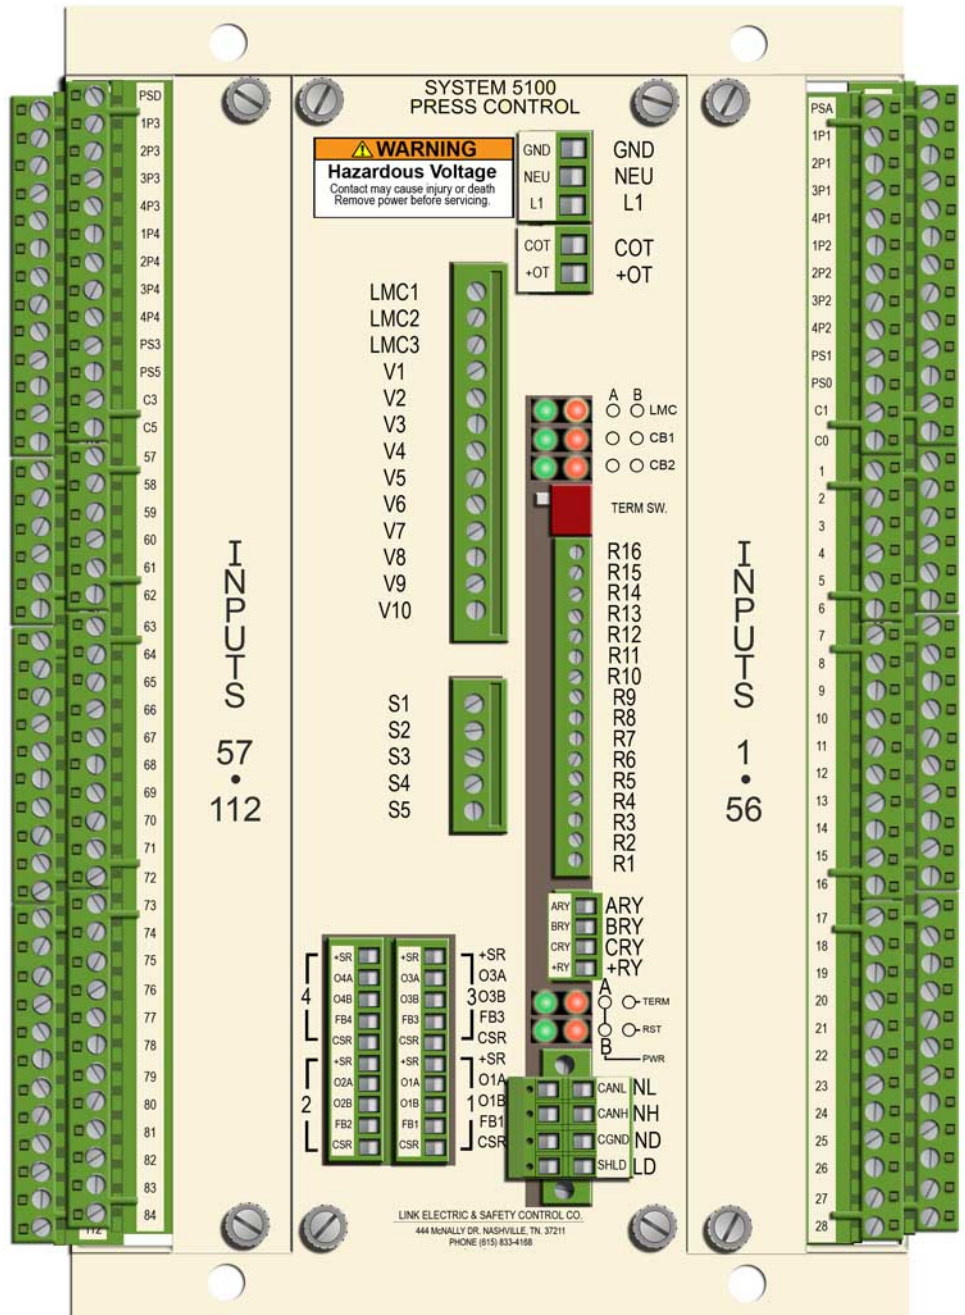 SYSTEM 5100
PRESS CONTROL
WARNING
Hazardous Voltage
Contact may cause injury or death
Remove power before servicing.
GND GND
NEU NEU
L1 L1
COT COT
+OT +OT
PSD
1P3
2P3
3P3
4P3
1P4
2P4
3P4
4P4
PS3
PS5
C3
C5
57
58
59
60
61
62
63
64
65
66
67
68
69
70
71
72
73
74
75
76
77
78
79
80
81
82
83
84
112
INPUTS
57
•
112
LMC1
LMC2
LMC3
V1
V2
V3
V4
V5
V6
V7
V8
V9
V10
S1
S2
S3
S4
S5
A B
LMC
CB1
CB2
TERM SW.
R16
R15
R14
R13
R12
R11
R10
R9
R8
R7
R6
R5
R4
R3
R2
R1
ARY ARY
BRY BRY
CRY CRY
+RY +RY
A
TERM
RST
B
PWR
4
+SR +SR +SR
O4A O3A O3A
O4B O3B 3 O3B
FB4 FB3 FB3
CSR CSR CSR
2
+SR +SR +SR
O2A O1A O1A
O2B O1B 1 O1B
FB2 FB1 FB1
CSR CSR CSR
CANL NL
CANH NH
CGND ND
SHLD LD
LINK ELECTRIC & SAFETY CONTROL CO.
444 McNALLY DR. NASHVILLE, TN. 37211
PHONE (615) 833-4168
INPUTS
1
•
56
PSA
1P1
2P1
3P1
4P1
1P2
2P2
3P2
4P2
PS1
PS0
C1
C0
1
2
3
4
5
6
7
8
9
10
11
12
13
14
15
16
17
18
19
20
21
22
23
24
25
26
27
28